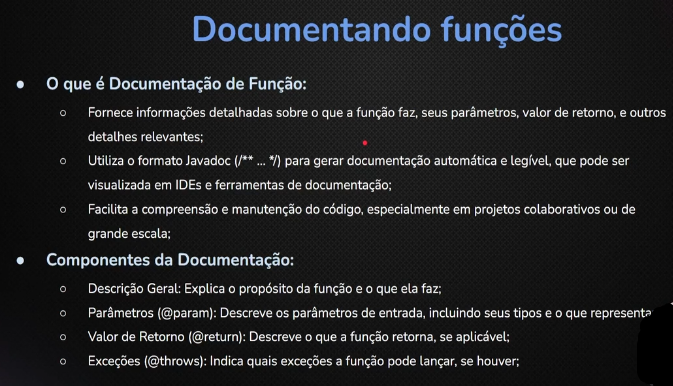 Documentando funções
● O que é Documentação de Função:
○ Fornece informações detalhadas sobre o que a função faz, seus parâmetros, valor de retorno, e outros
detalhes relevantes;
○ Utiliza o formato Javadoc (/** ... */) para gerar documentação automática e legível, que pode ser
visualizada em IDEs e ferramentas de documentação;
○ Facilita a compreensão e manutenção do código, especialmente em projetos colaborativos ou de
grande escala;
● Componentes da Documentação:
○ Descrição Geral: Explica o propósito da função e o que ela faz;
○ Parâmetros (@param): Descreve os parâmetros de entrada, incluindo seus tipos e o que representa
○ Valor de Retorno (@return): Descreve o que a função retorna, se aplicável;
○ Exceções (@throws): Indica quais exceções a função pode lançar, se houver;